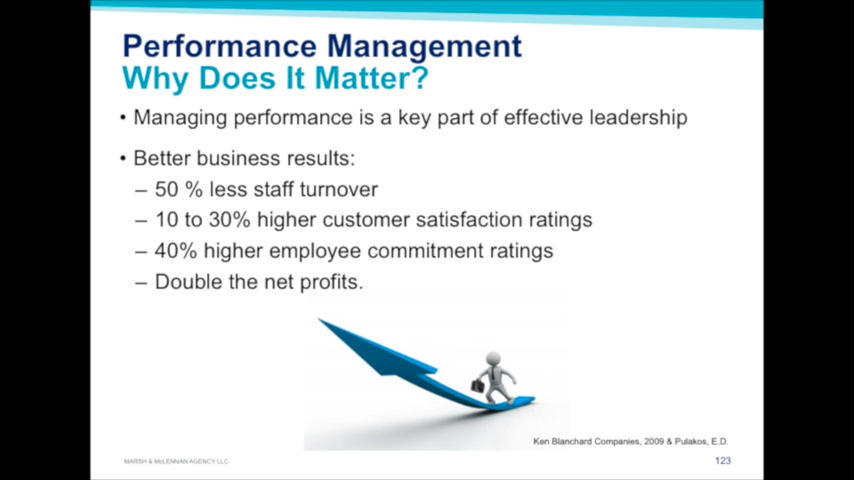 Performance Management
Why Does It Matter?
• Managing performance is a key part of effective leadership
• Better business results:
– 50 % less staff turnover
– 10 to 30% higher customer satisfaction ratings
– 40% higher employee commitment ratings
– Double the net profits.
Ken Blanchard Companies, 2009 & Pulakos, E.D.
MARSH & McLENNAN AGENCY LLC
123